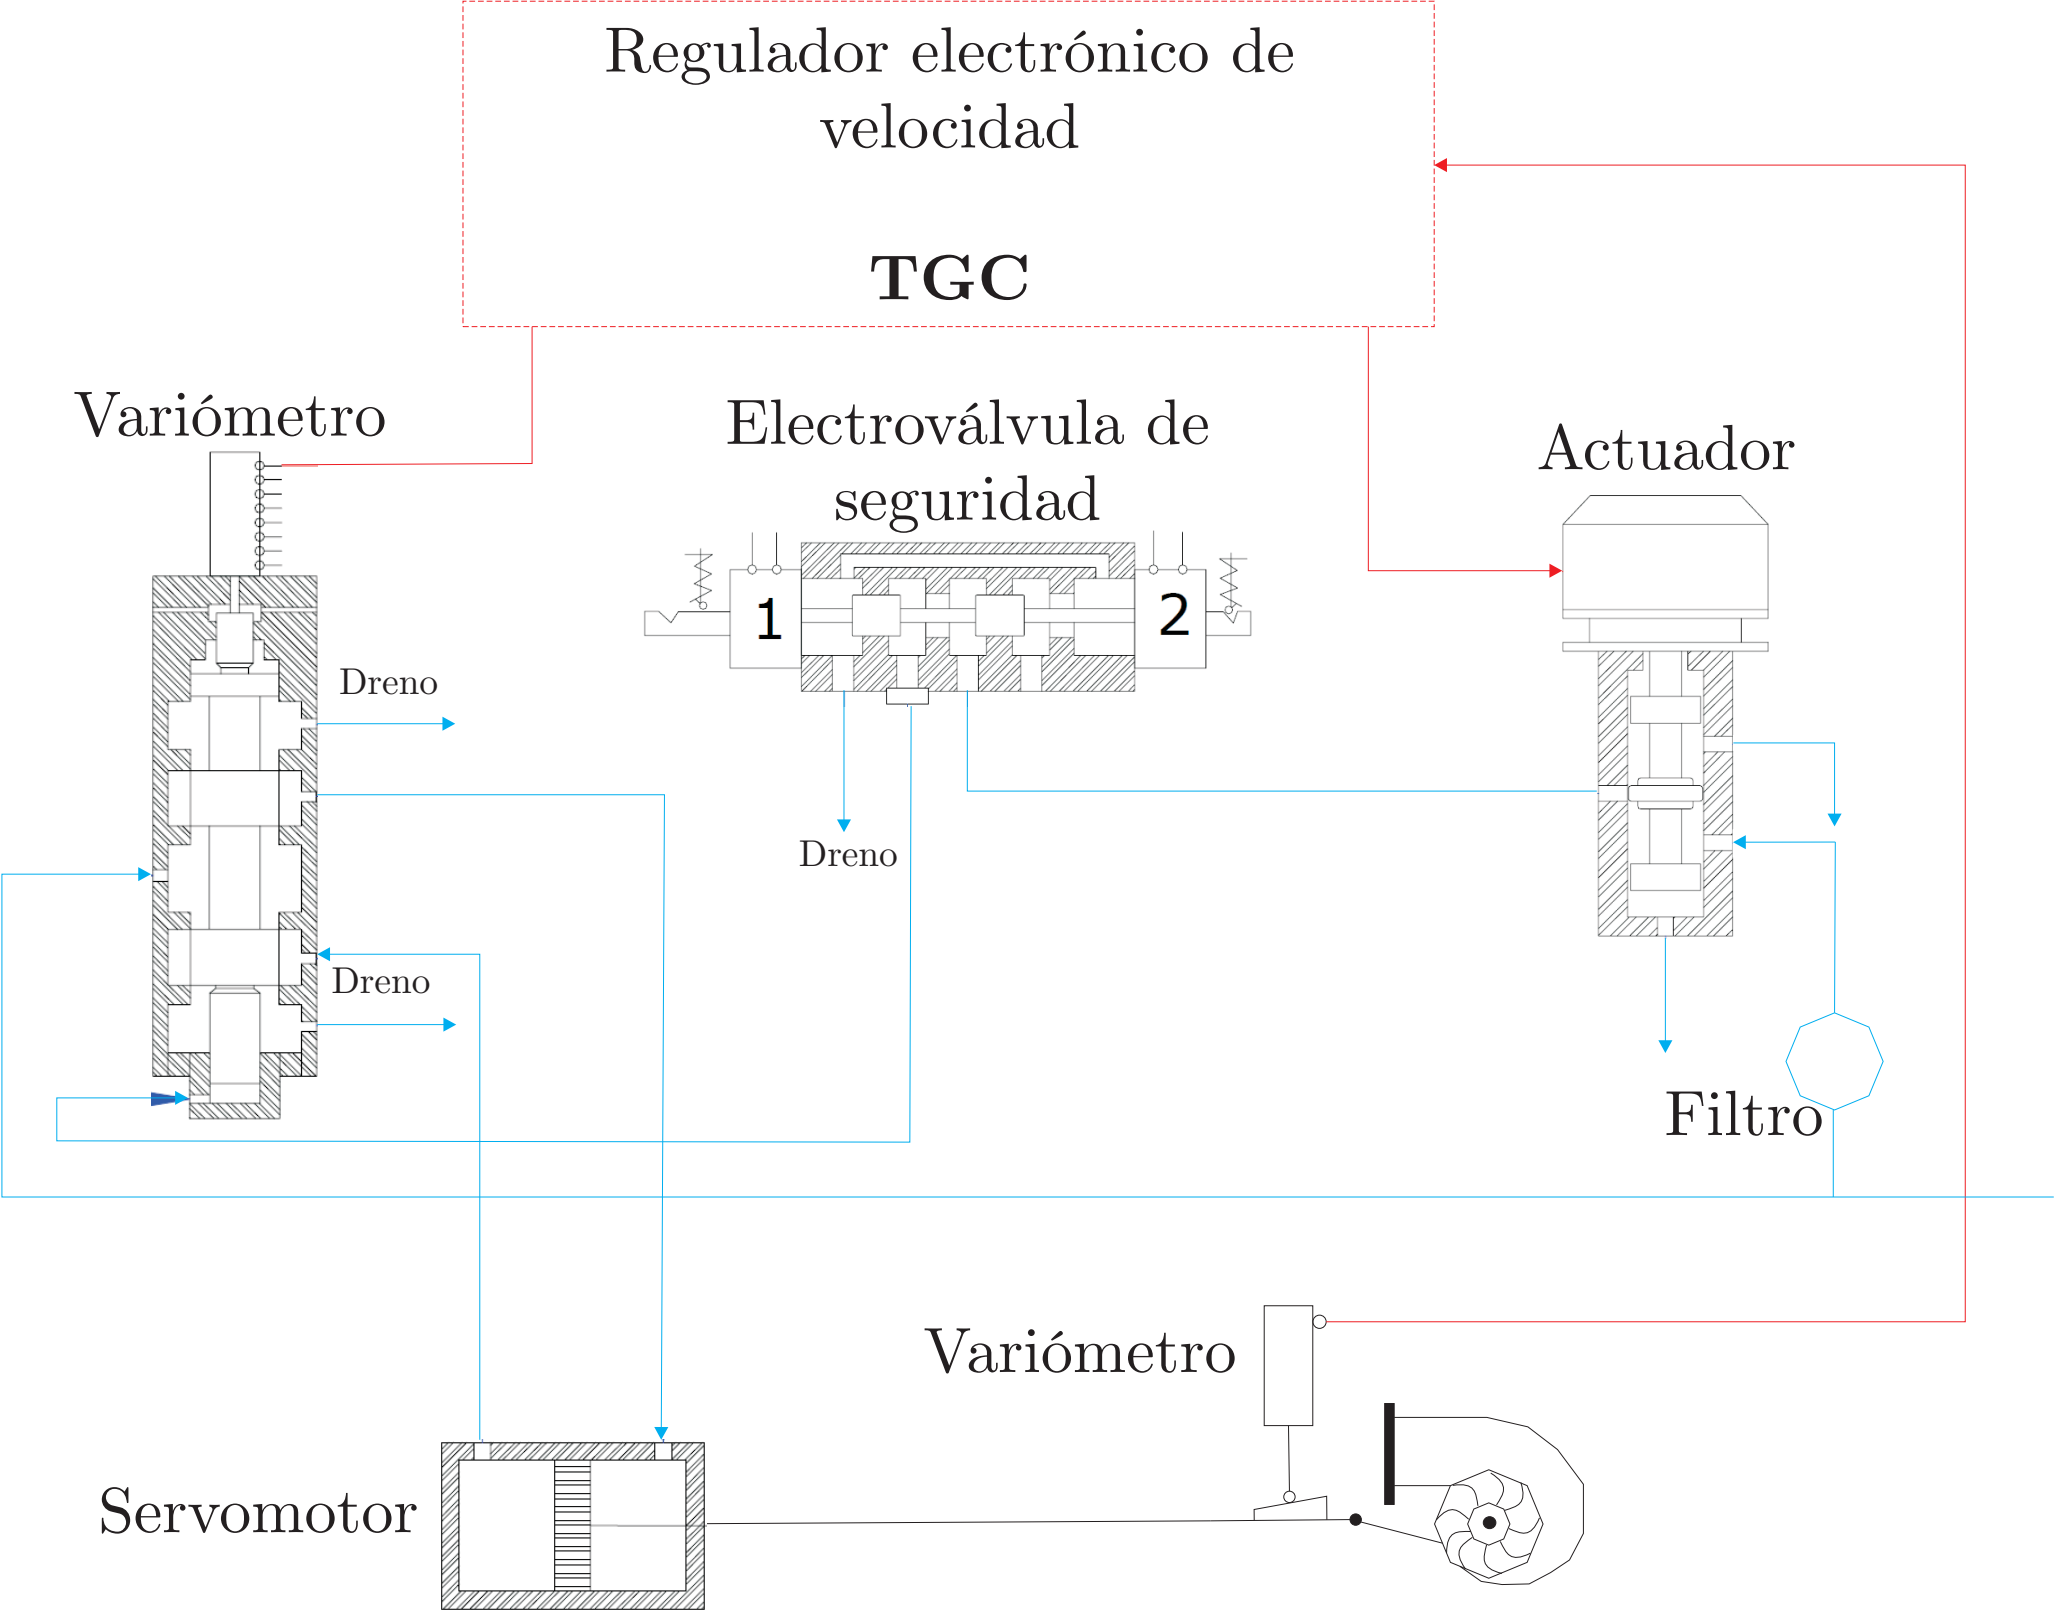 Regulador electrónico de
velocidad
TGC
Variómetro
Electroválvula de
seguridad
Actuador
1
2
Dreno
Dreno
Dreno
Filtro
Variómetro
Servomotor